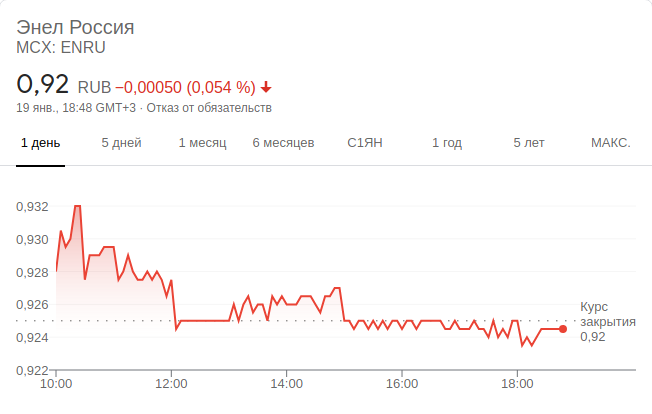 Энел Россия
MCX: ENRU
0,92 RUB −0,00050 (0,054 %)
19 янв., 18:48 GMT+3 · Отказ от обязательств
1 день 5 дней 1 месяц 6 месяцев С1ЯН 1 год 5 лет МАКС.
0,932
0,930
0,928
0,926
0,924
0,922
Курс
закрытия
0,92
10:00 12:00 14:00 16:00 18:00